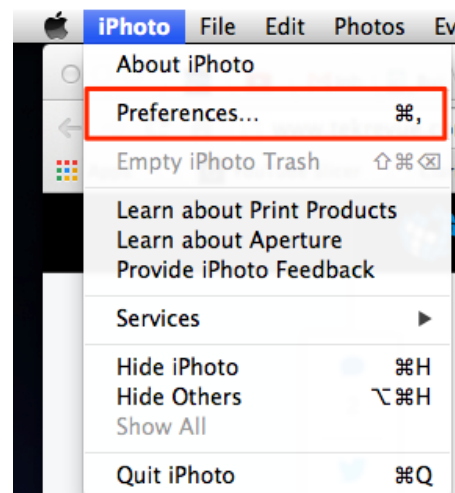 iPhoto File Edit Photos Ev
About iPhoto
Preferences... ⌘,
Empty iPhoto Trash ⇧⌘⌫
Learn about Print Products
Learn about Aperture
Provide iPhoto Feedback
Services ▶
Hide iPhoto ⌘H
Hide Others ⌥⌘H
Show All
Quit iPhoto ⌘Q